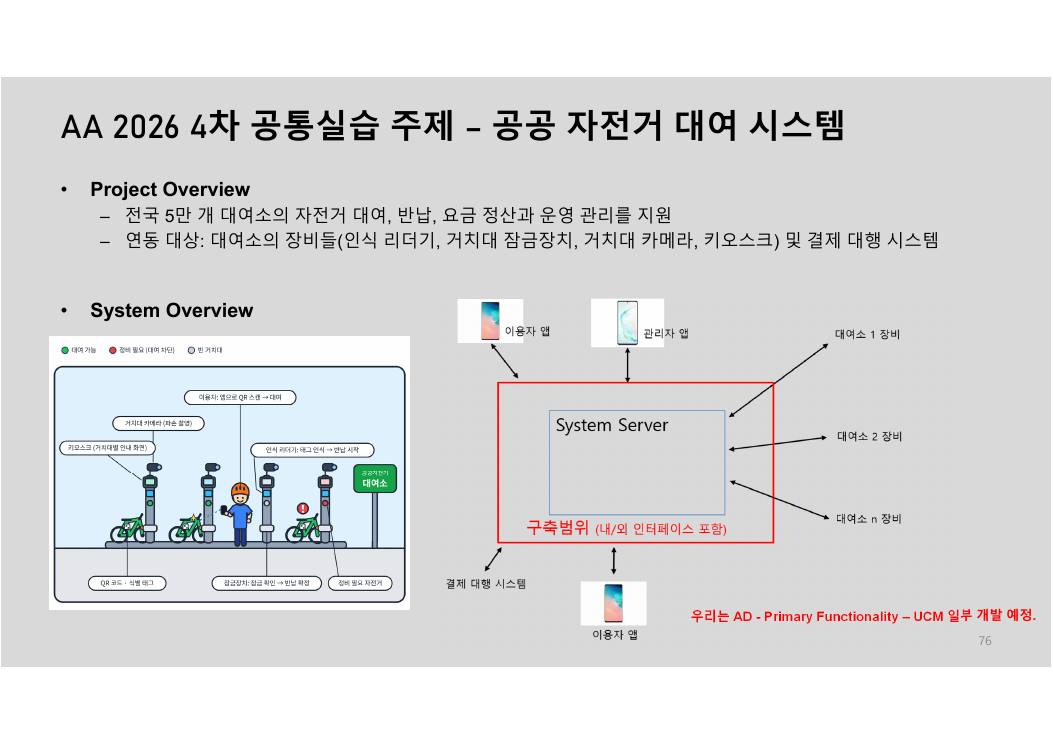 AA 2026 4차 공통실습 주제 – 공공 자전거 대여 시스템
• Project Overview
– 전국 5만 개 대여소의 자전거 대여, 반납, 요금 정산과 운영 관리를 지원
– 연동 대상: 대여소의 장비들(인식 리더기, 거치대 잠금장치, 거치대 카메라, 키오스크) 및 결제 대행 시스템
• System Overview
대여 가능
정비 필요 (대여 차단)
빈 거치대
이용자: 앱으로 QR 스캔 → 대여
거치대 카메라 (파손 촬영)
키오스크 (거치대별 안내 화면)
인식 리더기: 태그 인식 → 반납 시작
공공자전거
대여소
QR 코드 · 식별 태그
잠금장치: 잠금 확인 → 반납 확정
정비 필요 자전거
이용자 앱
관리자 앱
대여소 1 장비
System Server
대여소 2 장비
대여소 n 장비
구축범위 (내/외 인터페이스 포함)
결제 대행 시스템
이용자 앱
우리는 AD - Primary Functionality – UCM 일부 개발 예정.
76